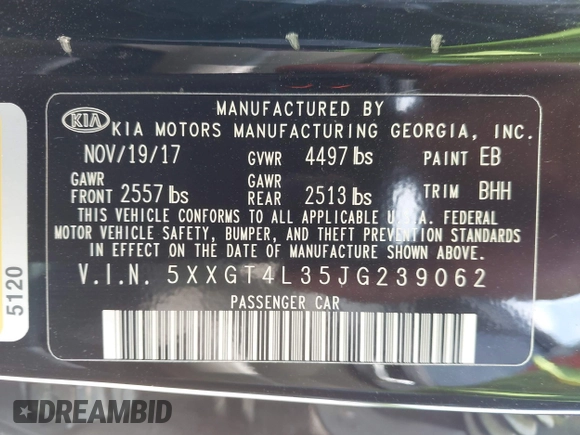 MANUFACTURED BY
KIA KIA MOTORS MANUFACTURING GEORGIA, INC.
NOV/19/17 GVWR 4497 lbs PAINT EB
GAWR FRONT 2557 lbs GAWR REAR 2513 lbs TRIM BHH
THIS VEHICLE CONFORMS TO ALL APPLICABLE U.S.A. FEDERAL
MOTOR VEHICLE SAFETY, BUMPER, AND THEFT PREVENTION STANDARDS
IN EFFECT ON THE DATE OF MANUFACTURE SHOWN ABOVE.
V.I.N. 5XXGT4L35JG239062
PASSENGER CAR
5120
DREAMBID